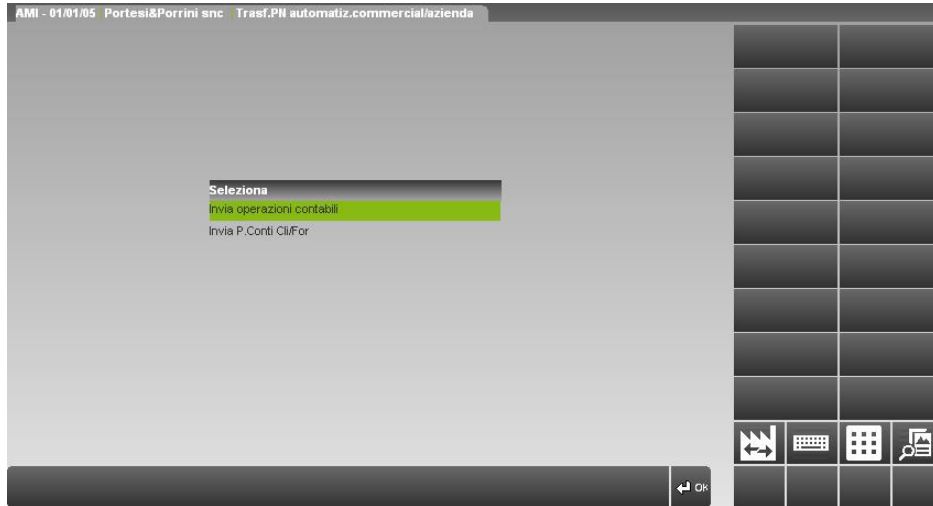 AMI - 01/01/05 Portesi&Porrini snc Trasf.PN automatiz.commercial/azienda
Seleziona
Invia operazioni contabili
Invia P.Conti Cli/For
Ok